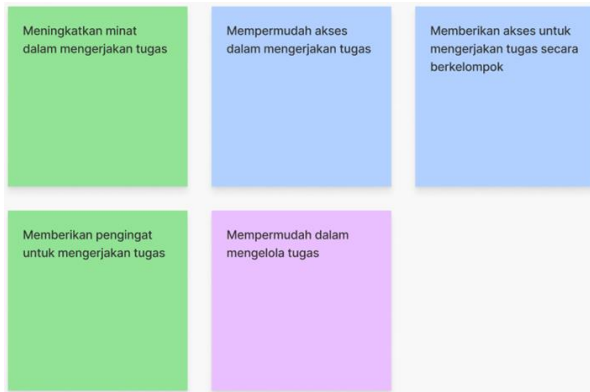 Meningkatkan minat
dalam mengerjakan tugas
Mempermudah akses
dalam mengerjakan tugas
Memberikan akses untuk
mengerjakan tugas secara
berkelompok
Memberikan pengingat
untuk mengerjakan tugas
Mempermudah dalam
mengelola tugas